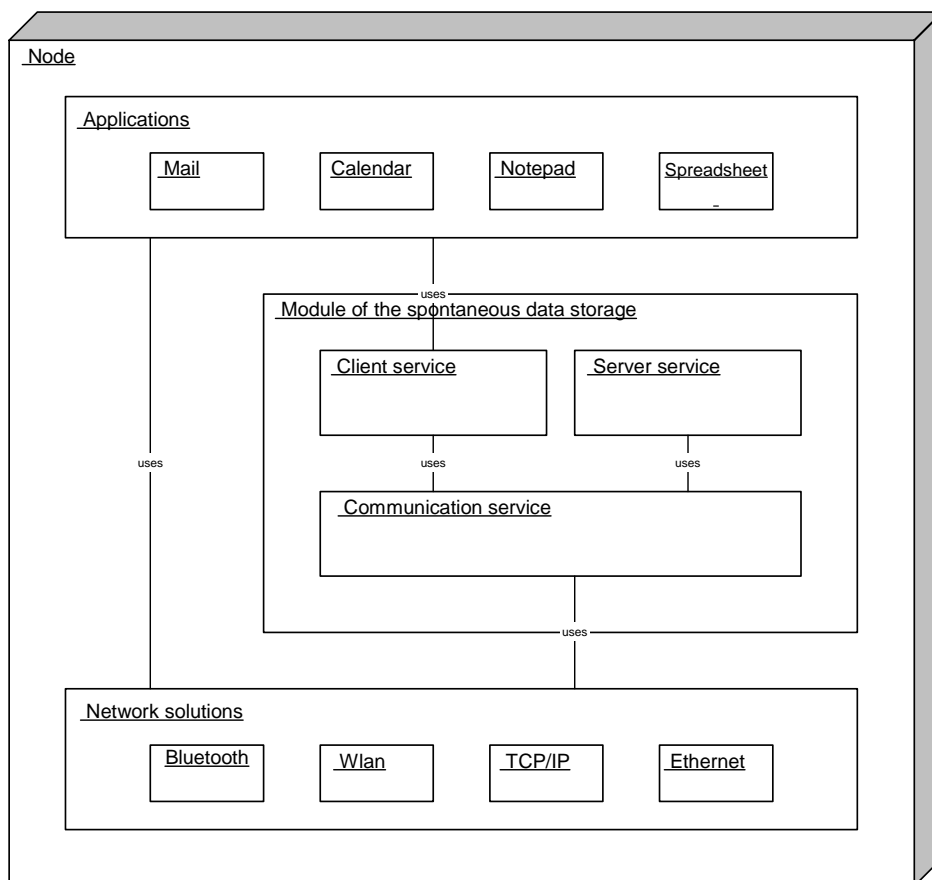 Node
Applications
Mail
Calendar
Notepad
Spreadsheet
uses
Module of the spontaneous data storage
Client service
Server service
uses
uses
uses
Communication service
uses
Network solutions
Bluetooth
Wlan
TCP/IP
Ethernet